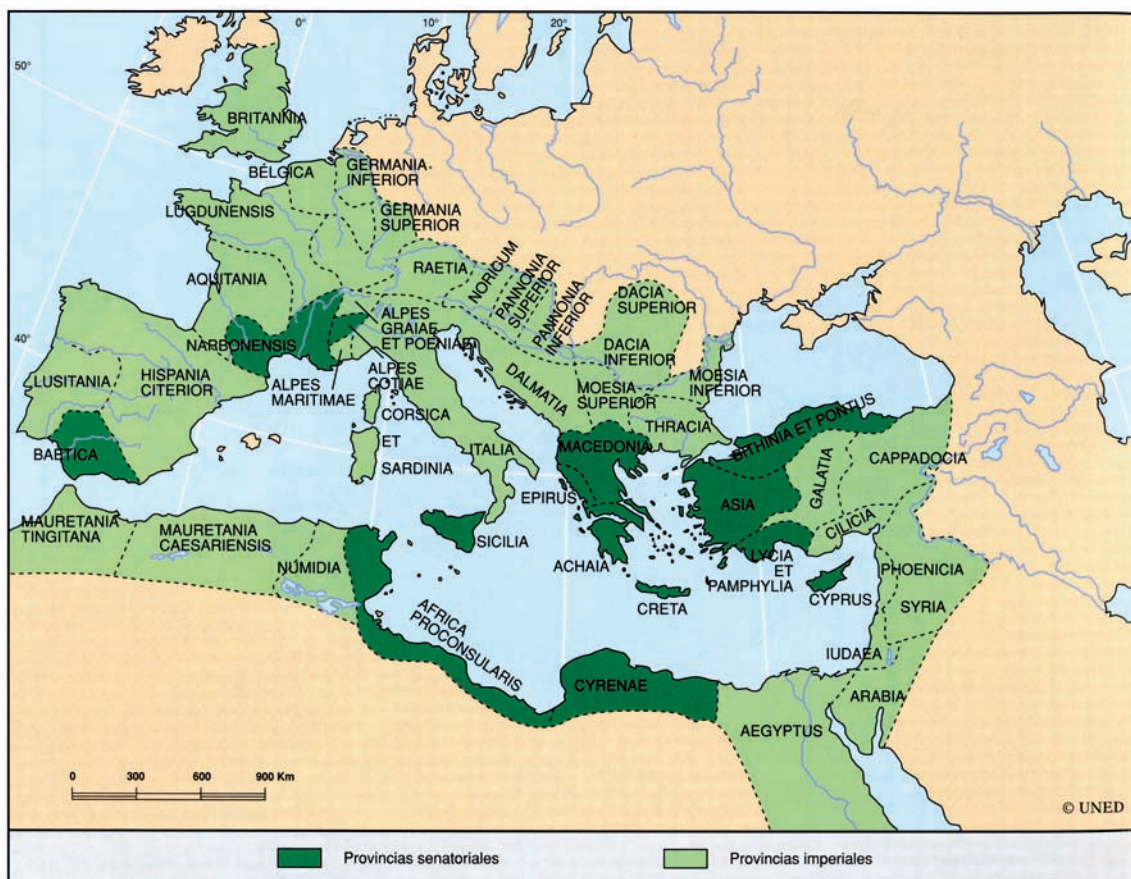 0°
10°
20°
50°
40°
BRITANNIA
BÉLGICA
GERMANIA
INFERIOR
LUGDUNENSIS
GERMANIA
SUPERIOR
AQUITANIA
RAETIA
NORICUM
PANNONIA
SUPERIOR
PANNONIA
INFERIOR
DACIA
SUPERIOR
DACIA
INFERIOR
NARBONENSIS
ALPES
GRAIAE
ET POENIAE
ALPES
COTIAE
ALPES
MARITIMAE
LUSITANIA
HISPANIA
CITERIOR
BAETICA
CORSICA
ET
SARDINIA
ITALIA
DALMATIA
MOESIA
SUPERIOR
MOESIA
INFERIOR
THRACIA
MACEDONIA
EPIRUS
ACHAIA
SICILIA
CRETA
BITHINIA ET PONTUS
ASIA
GALATIA
CAPPADOCIA
CILICIA
LYCIA
ET
PAMPHYLIA
CYPRUS
PHOENICIA
SYRIA
IUDAEA
ARABIA
AEGYPTUS
CYRENAE
AFRICA
PROCONSULARIS
NUMIDIA
MAURETANIA
CAESARIENSIS
MAURETANIA
TINGITANA
0 300 600 900 Km
© UNED
Provincias senatoriales
Provincias imperiales